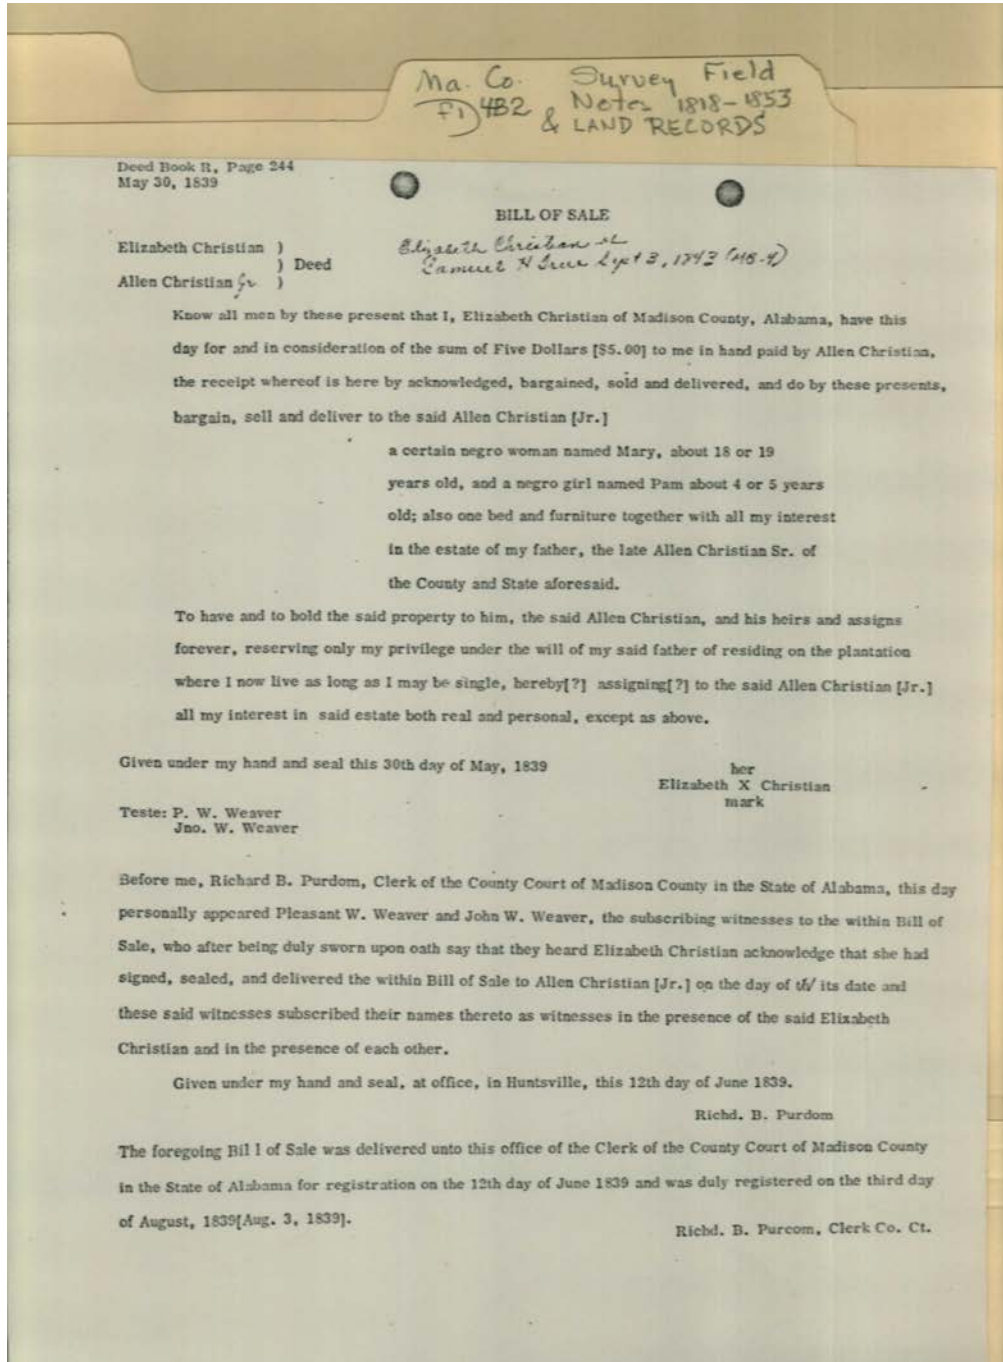 Ma. Co. Survey Field
482 Notes 1818-1853
& LAND RECORDS
Deed Book R, Page 244
May 30, 1839
BILL OF SALE
Elizabeth Christian )
) Deed
Allen Christian Jr )
Elizabeth Christian
Samuel H Sept 3, 1843
Know all men by these present that I, Elizabeth Christian of Madison County, Alabama, have this
day for and in consideration of the sum of Five Dollars [$5.00] to me in hand paid by Allen Christian,
the receipt whereof is here by acknowledged, bargained, sold and delivered, and do by these presents,
bargain, sell and deliver to the said Allen Christian [Jr.]
a certain negro woman named Mary, about 18 or 19
years old, and a negro girl named Pam about 4 or 5 years
old; also one bed and furniture together with all my interest
in the estate of my father, the late Allen Christian Sr. of
the County and State aforesaid.
To have and to hold the said property to him, the said Allen Christian, and his heirs and assigns
forever, reserving only my privilege under the will of my said father of residing on the plantation
where I now live as long as I may be single, hereby[?] assigning[?] to the said Allen Christian [Jr.]
all my interest in said estate both real and personal, except as above.
Given under my hand and seal this 30th day of May, 1839
her
Elizabeth X Christian
mark
Teste: P. W. Weaver
Jno. W. Weaver
Before me, Richard B. Purdom, Clerk of the County Court of Madison County in the State of Alabama, this day
personally appeared Pleasant W. Weaver and John W. Weaver, the subscribing witnesses to the within Bill of
Sale, who after being duly sworn upon oath say that they heard Elizabeth Christian acknowledge that she had
signed, sealed, and delivered the within Bill of Sale to Allen Christian [Jr.] on the day of its date and
these said witnesses subscribed their names thereto as witnesses in the presence of the said Elizabeth
Christian and in the presence of each other.
Given under my hand and seal, at office, in Huntsville, this 12th day of June 1839.
Richd. B. Purdom
The foregoing Bil l of Sale was delivered unto this office of the Clerk of the County Court of Madison County
in the State of Alabama for registration on the 12th day of June 1839 and was duly registered on the third day
of August, 1839[Aug. 3, 1839].
Richd. B. Purcom, Clerk Co. Ct.